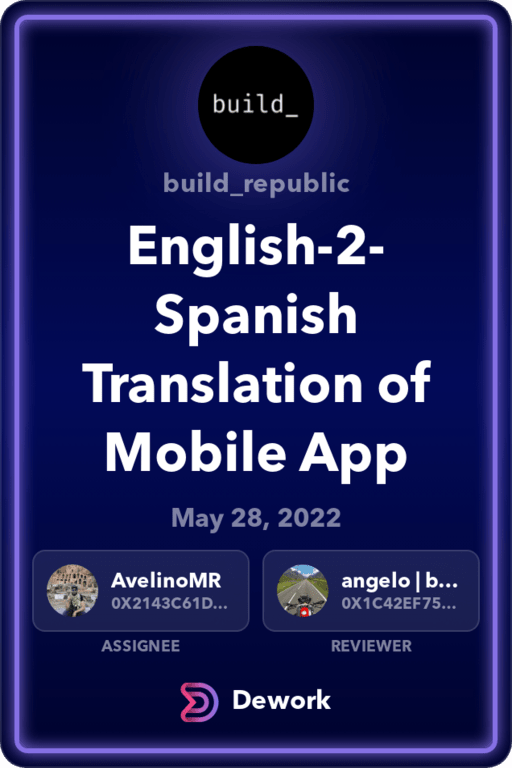 build_
build_republic
English-2-
Spanish
Translation of
Mobile App
May 28, 2022
AvelinoMR
0X2143C61D...
angelo | b...
0X1C42EF75...
ASSIGNEE
REVIEWER
Dework